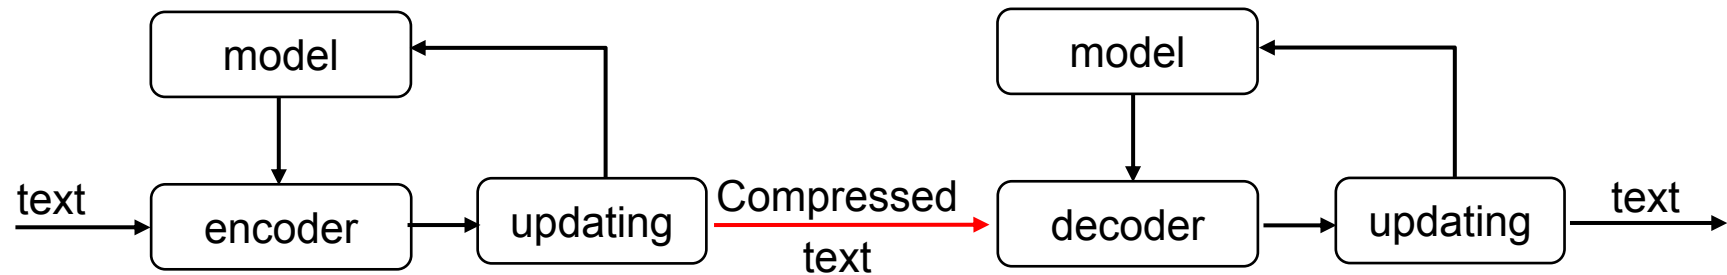 model
model
text
encoder
updating
Compressed
text
decoder
updating
text